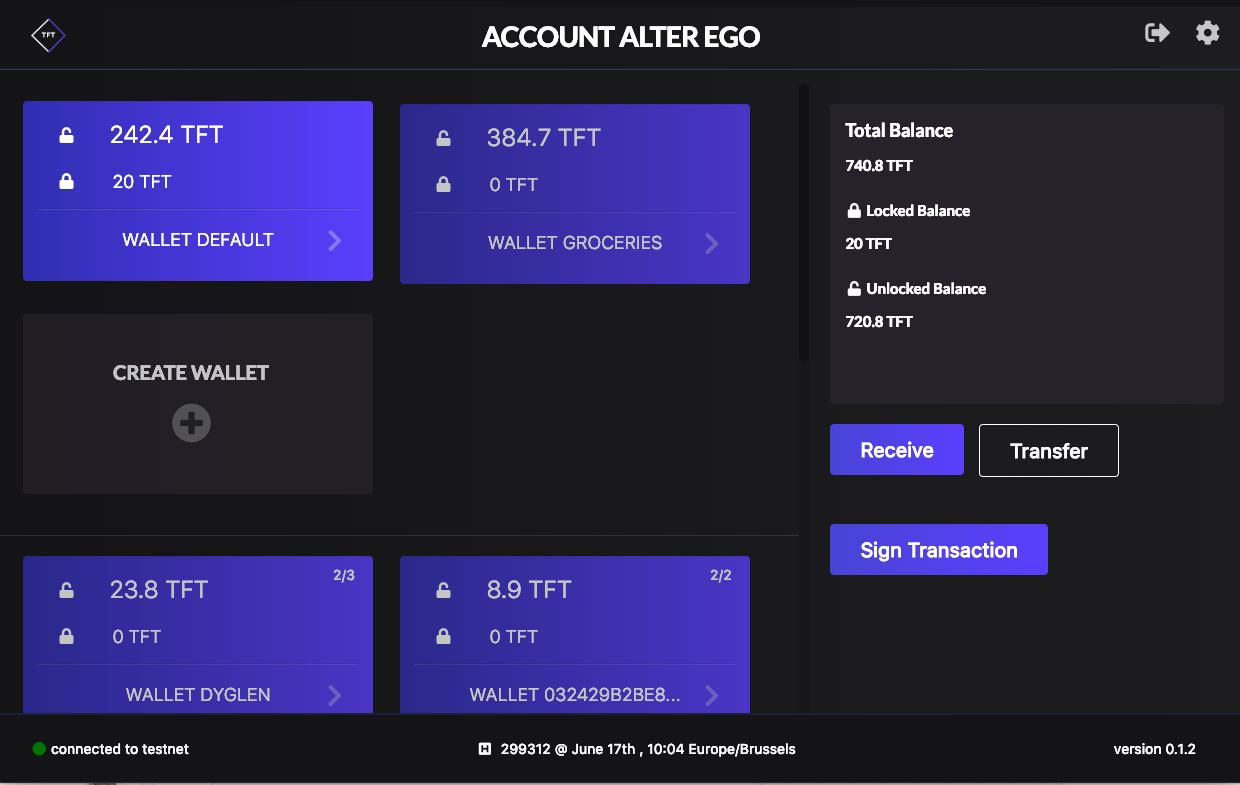 TFT
ACCOUNT ALTER EGO
242.4 TFT
20 TFT
WALLET DEFAULT
384.7 TFT
0 TFT
WALLET GROCERIES
CREATE WALLET
23.8 TFT
2/3
0 TFT
WALLET DYGLEN
8.9 TFT
2/2
0 TFT
WALLET 032429B2BE8...
Total Balance
740.8 TFT
Locked Balance
20 TFT
Unlocked Balance
720.8 TFT
Receive
Transfer
Sign Transaction
connected to testnet
H 299312 @ June 17th , 10:04 Europe/Brussels
version 0.1.2